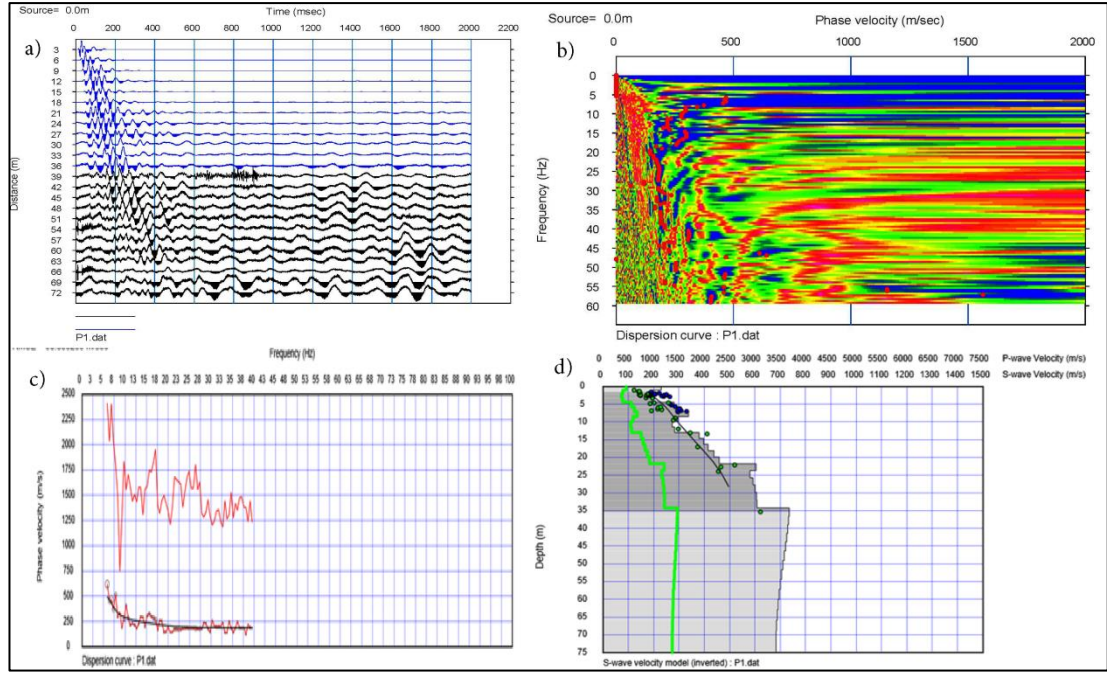 Source= 0.0m
Time (msec)
0 200 400 600 800 1000 1200 1400 1600 1800 2000 2200
a)
3
6
9
12
15
18
21
24
27
30
33
36
39
42
45
48
51
54
57
60
63
66
69
72
Distance (m)
P1.dat
Source= 0.0m
Phase velocity (m/sec)
b)
0 500 1000 1500 2000
0
5
10
15
20
25
30
35
40
45
50
55
60
Frequency (Hz)
Dispersion curve : P1.dat
Frequency (Hz)
c)
0 3 5 8 10 13 15 18 20 23 25 28 30 33 35 38 40 43 45 48 50 53 55 58 60 63 65 68 70 73 75 78 80 83 85 88 90 93 95 98 100
2500
2250
2000
1750
1500
1250
1000
750
500
250
0
Phase velocity (m/s)
Dispersion curve : P1.dat
d)
0 500 1000 1500 2000 2500 3000 3500 4000 4500 5000 5500 6000 6500 7000 7500 P-wave Velocity (m/s)
0 100 200 300 400 500 600 700 800 900 1000 1100 1200 1300 1400 1500 S-wave Velocity (m/s)
0
5
10
15
20
25
30
35
40
45
50
55
60
65
70
75
Depth (m)
S-wave velocity model (inverted) : P1.dat